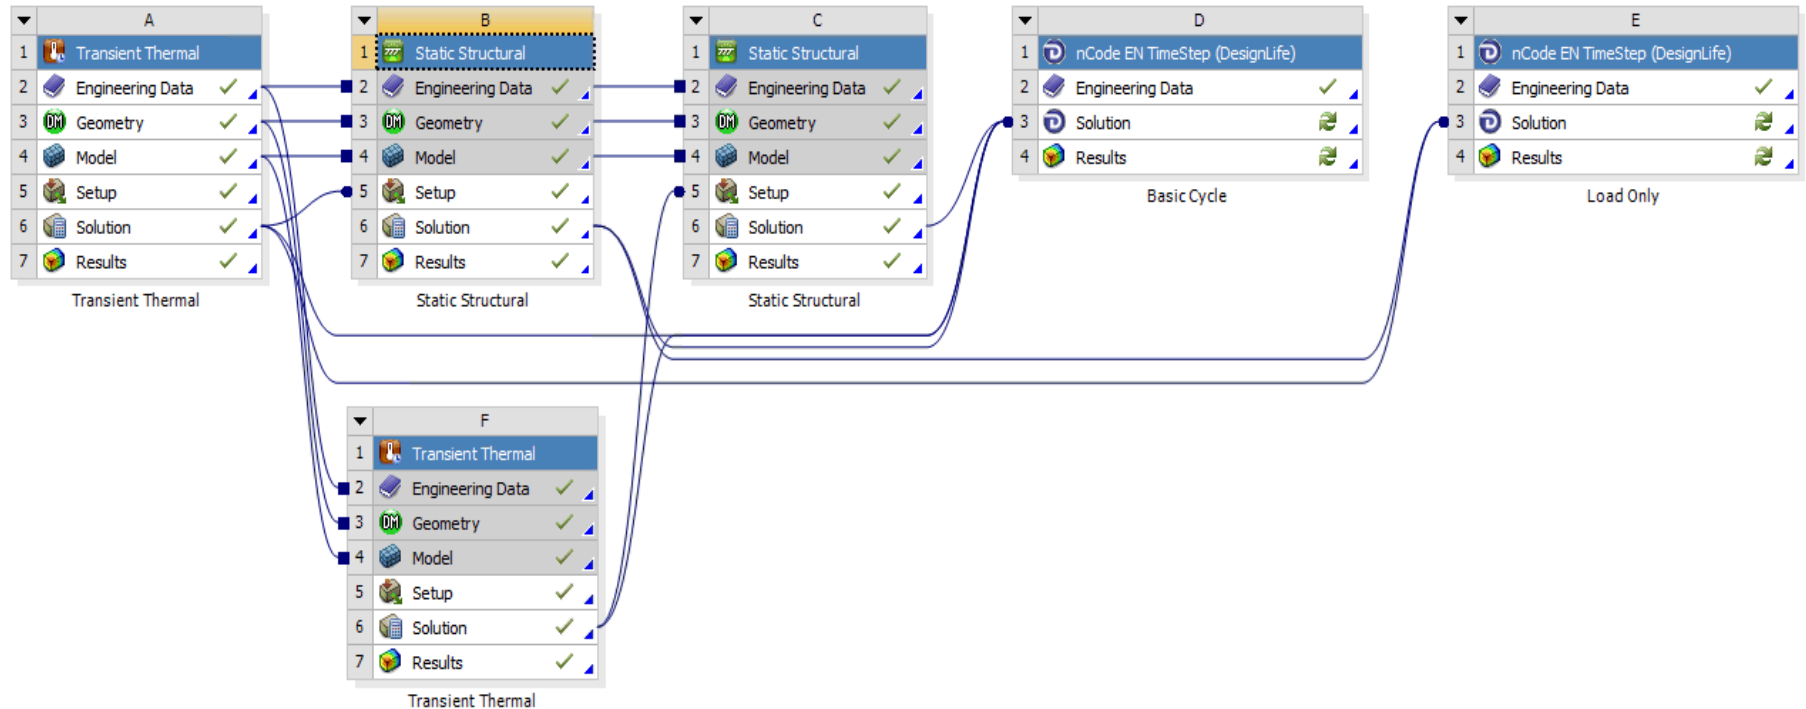 A
1 Transient Thermal
2 Engineering Data
3 Geometry
4 Model
5 Setup
6 Solution
7 Results
Transient Thermal
B
1 Static Structural
2 Engineering Data
3 Geometry
4 Model
5 Setup
6 Solution
7 Results
Static Structural
C
1 Static Structural
2 Engineering Data
3 Geometry
4 Model
5 Setup
6 Solution
7 Results
Static Structural
D
1 nCode EN TimeStep (DesignLife)
2 Engineering Data
3 Solution
4 Results
Basic Cycle
E
1 nCode EN TimeStep (DesignLife)
2 Engineering Data
3 Solution
4 Results
Load Only
F
1 Transient Thermal
2 Engineering Data
3 Geometry
4 Model
5 Setup
6 Solution
7 Results
Transient Thermal